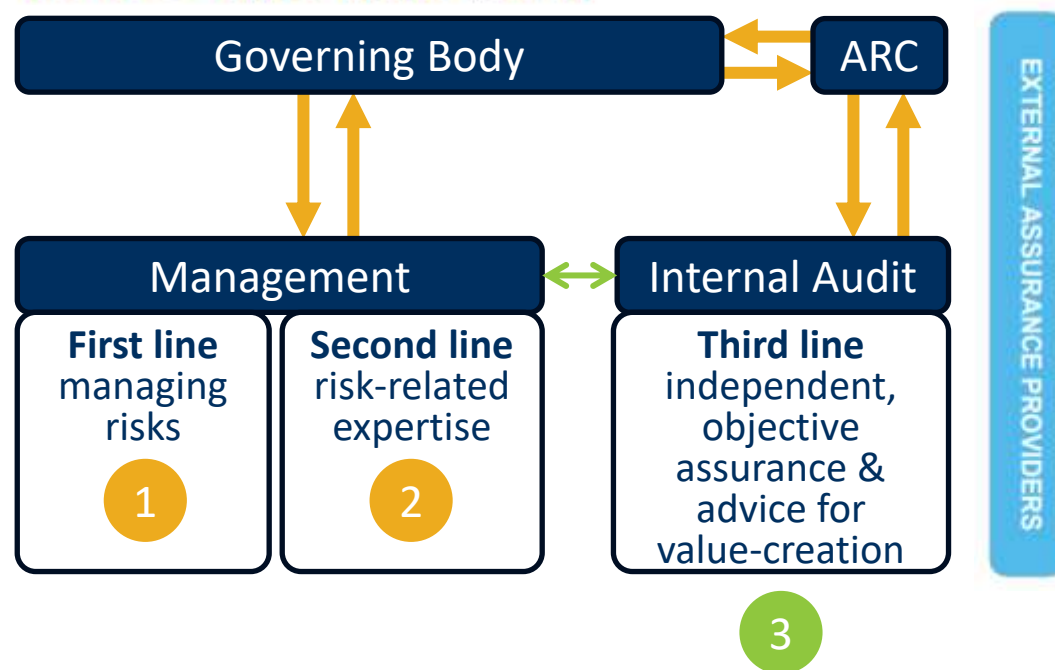 Governing Body
ARC
Management
Internal Audit
First line
managing
risks
1
Second line
risk-related
expertise
2
Third line
independent,
objective
assurance &
advice for
value-creation
3
EXTERNAL ASSURANCE PROVIDERS